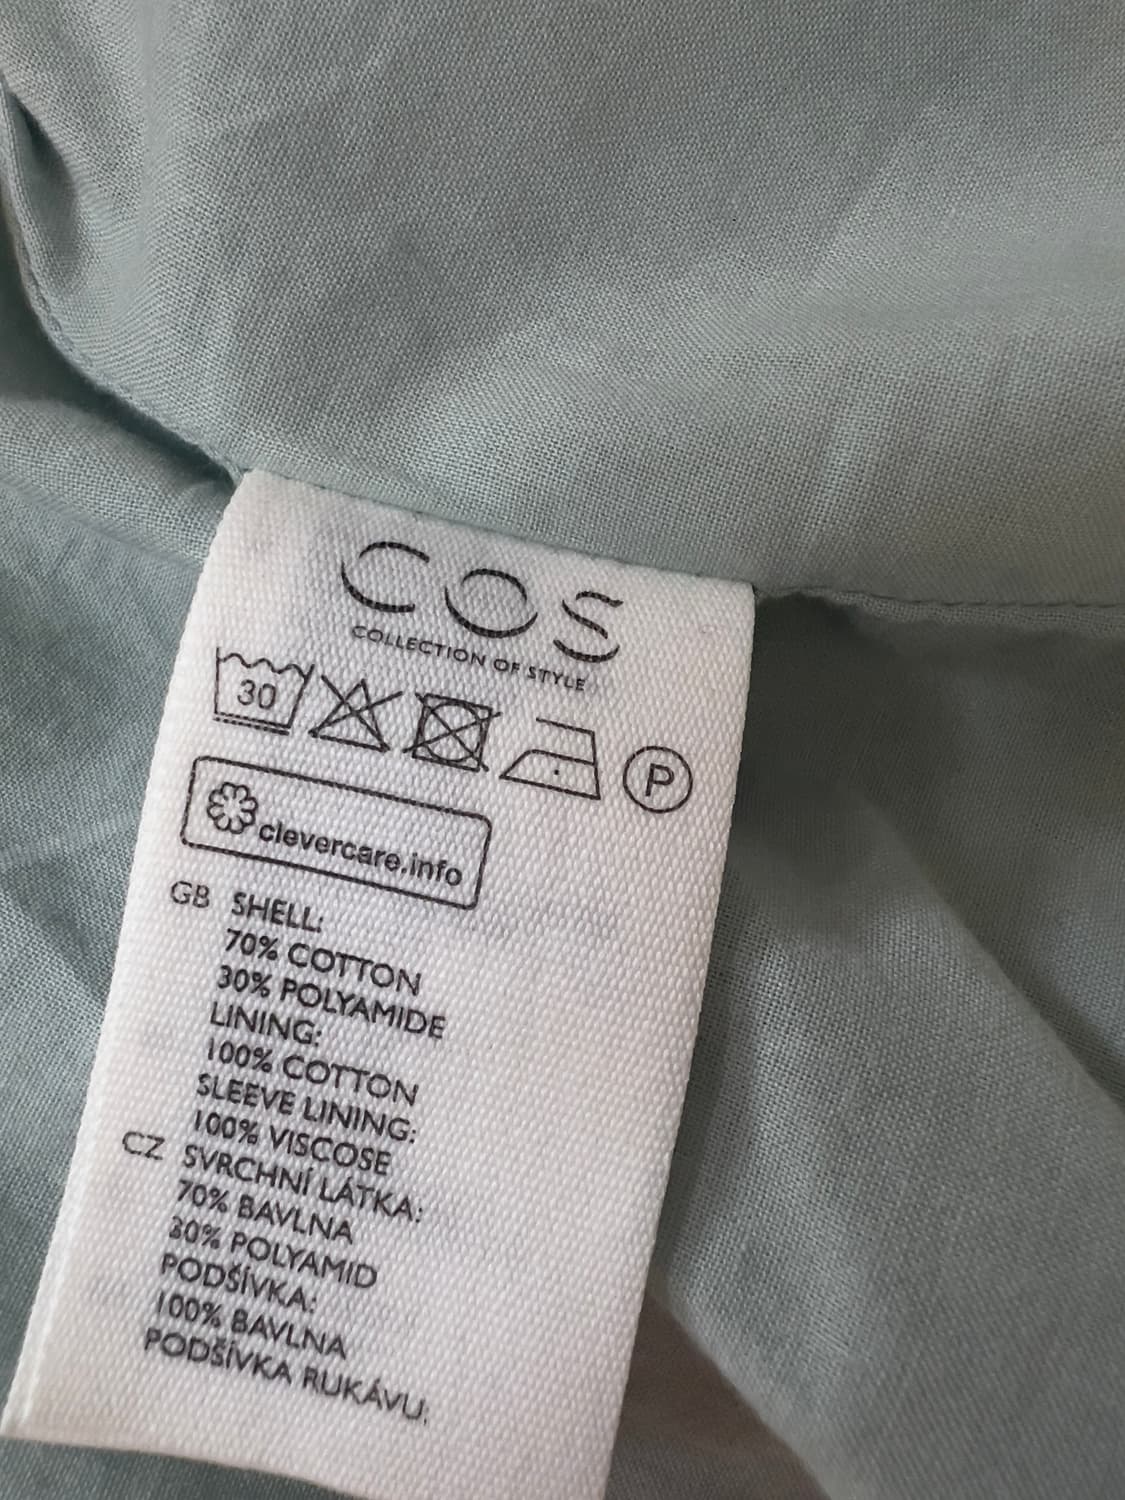 COS
COLLECTION OF STYLE
30
P
clevercare.info
GB SHELL:
70% COTTON
30% POLYAMIDE
LINING:
100% COTTON
SLEEVE LINING:
100% VISCOSE
CZ SVRCHNÍ LÁTKA:
70% BAVLNA
30% POLYAMID
PODŠÍVKA:
100% BAVLNA
PODŠÍVKA RUKÁVU: